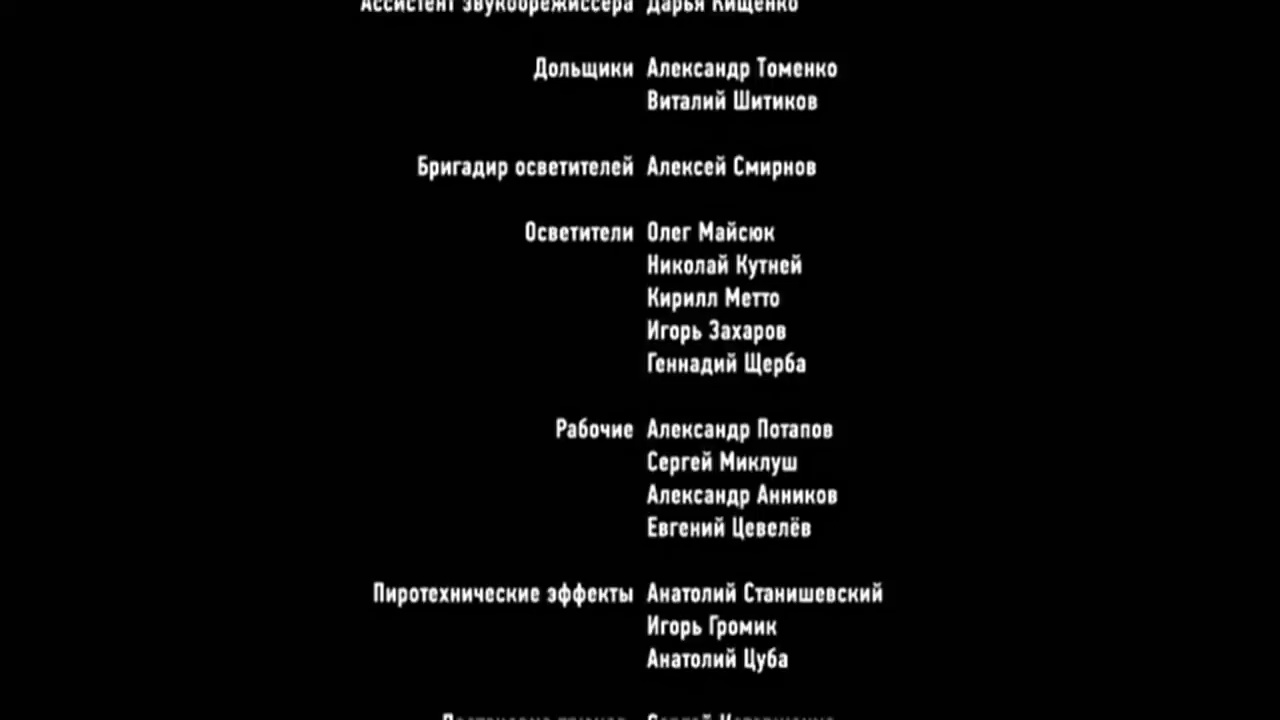 Ассистент звукорежиссера Дарья Кищенко
Дольщики Александр Томенко
Виталий Шитиков
Бригадир осветителей Алексей Смирнов
Осветители Олег Майсюк
Николай Кутней
Кирилл Метто
Игорь Захаров
Геннадий Щерба
Рабочие Александр Потапов
Сергей Миклуш
Александр Анников
Евгений Цевелёв
Пиротехнические эффекты Анатолий Станишевский
Игорь Громик
Анатолий Цуба
Сергей